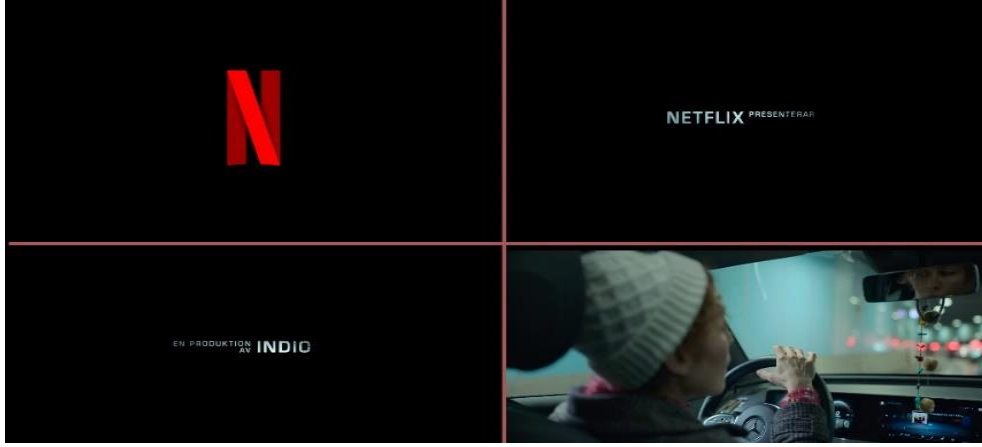 N
NETFLIX PRESENTERAR
EN PRODUKTION
AV INDIO